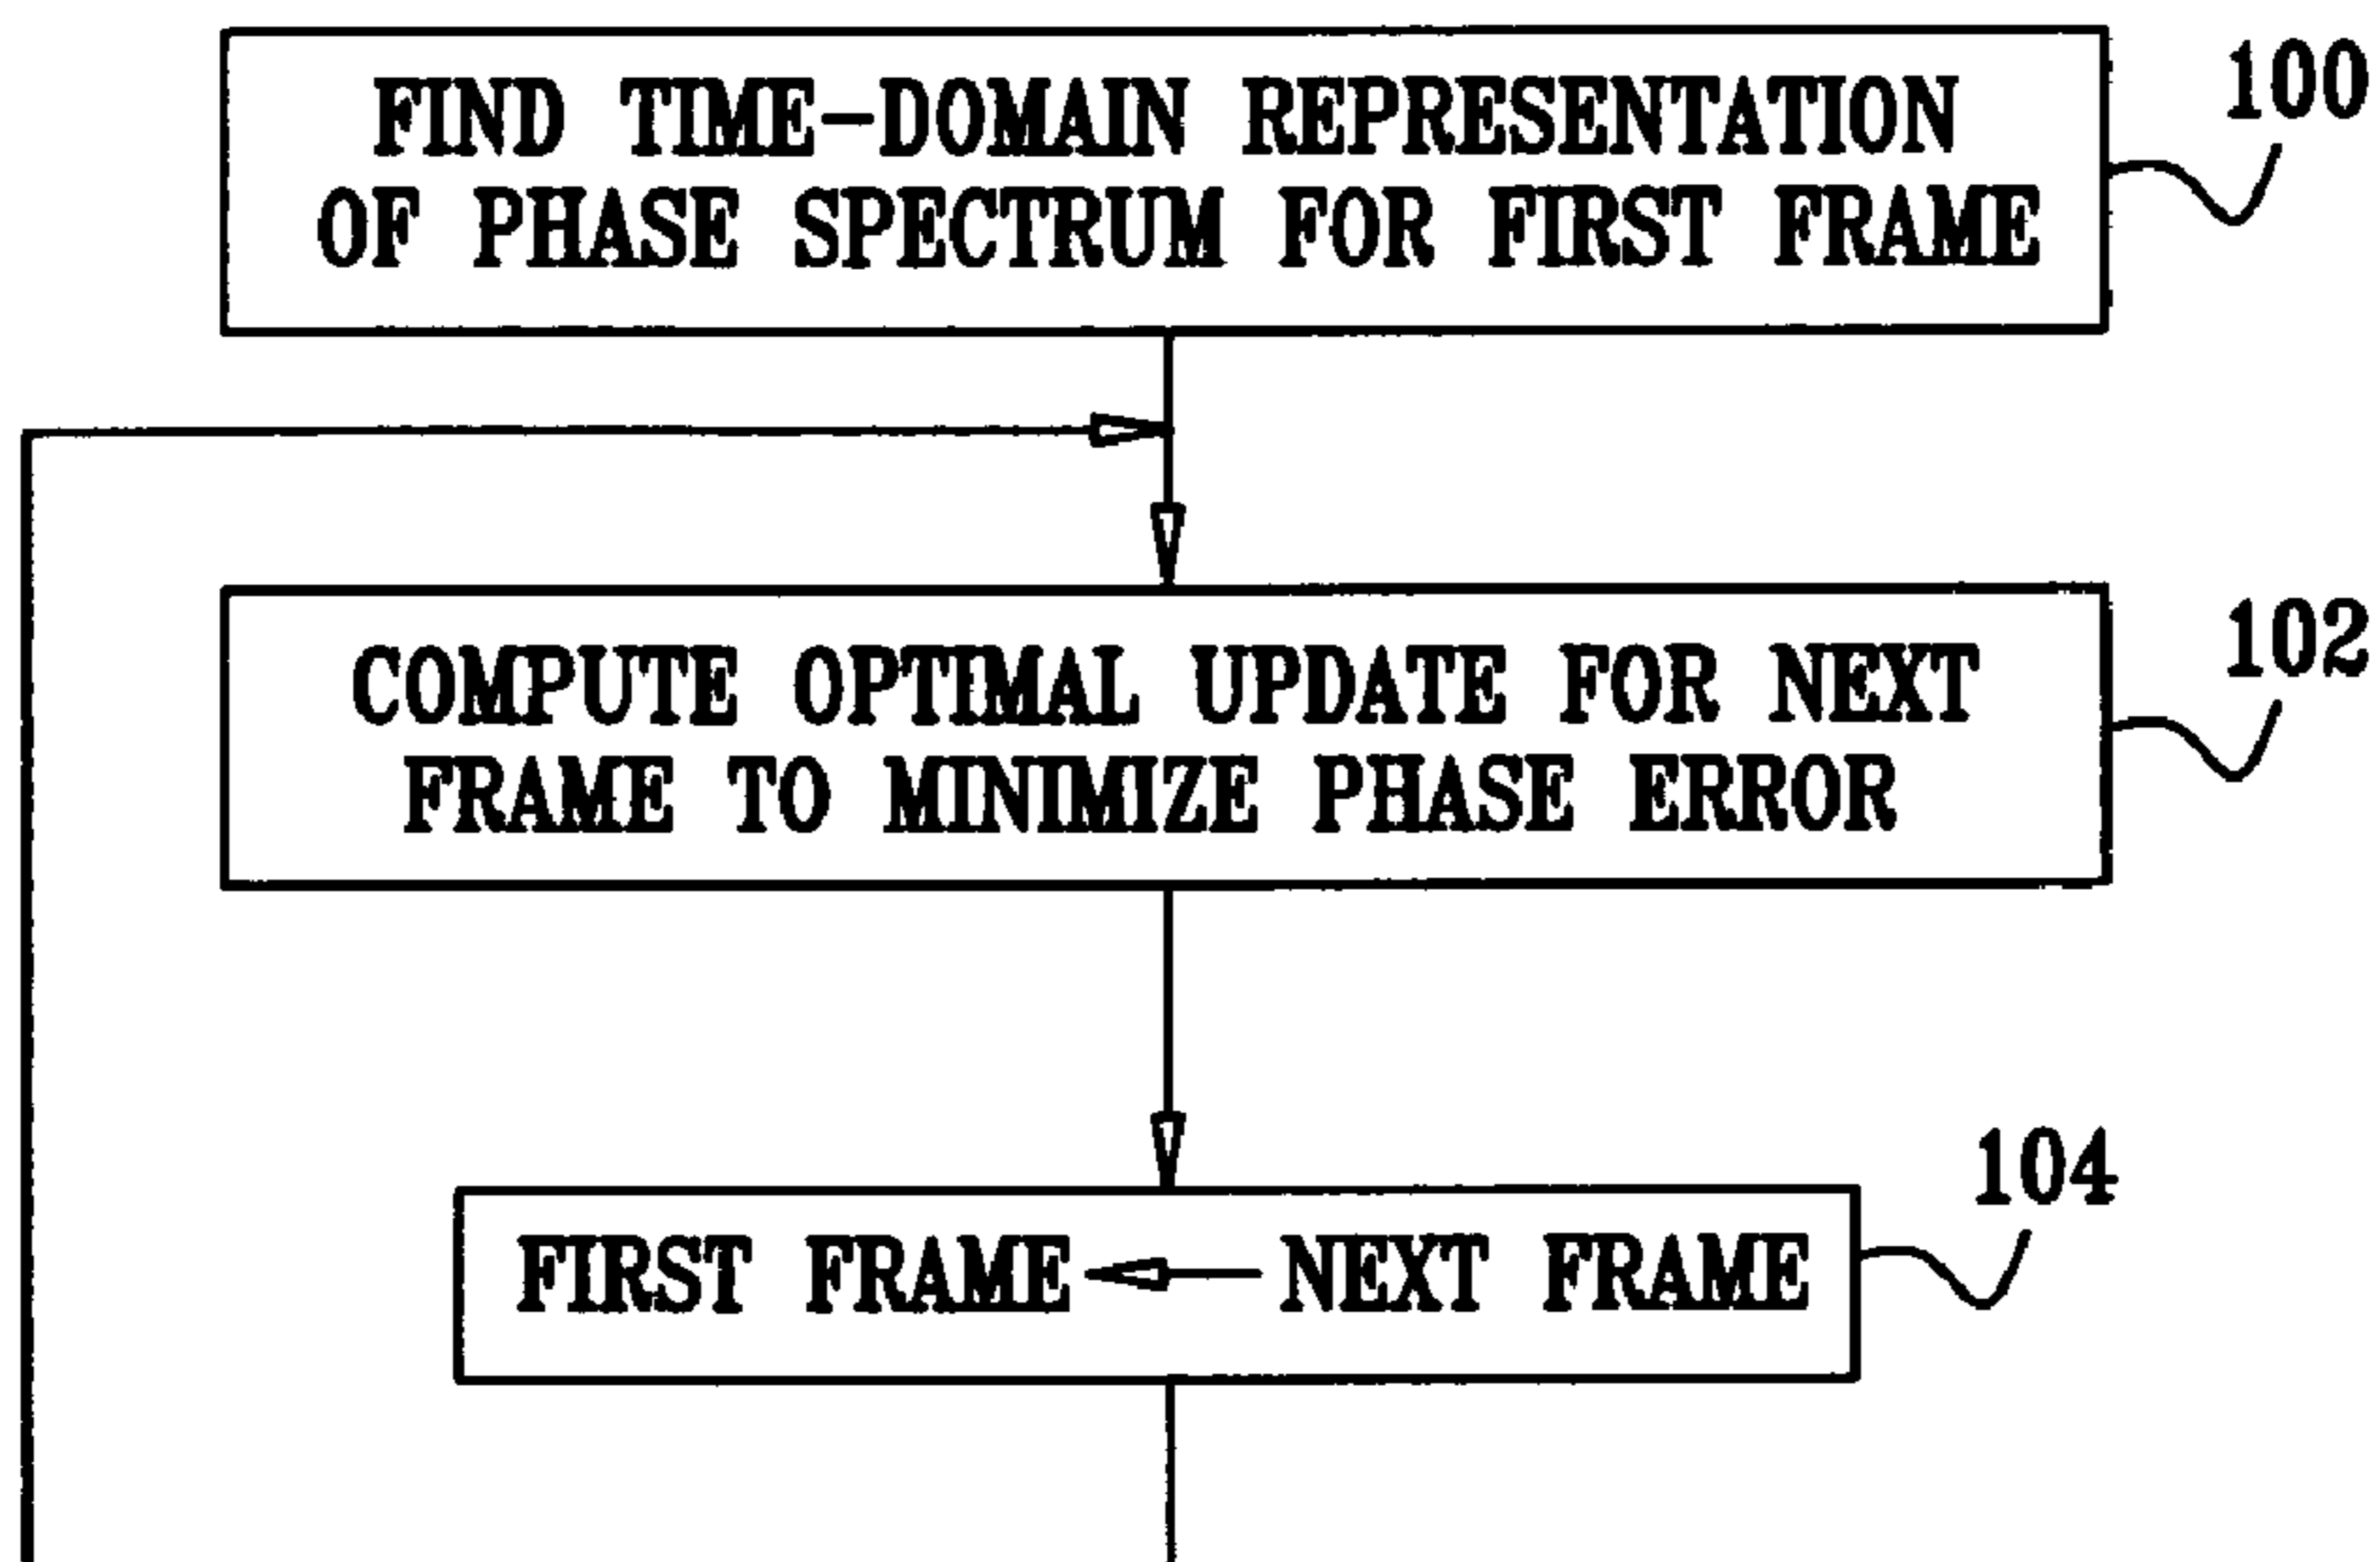 FIND TIME-DOMAIN REPRESENTATION
OF PHASE SPECTRUM FOR FIRST FRAME
100
COMPUTE OPTIMAL UPDATE FOR NEXT
FRAME TO MINIMIZE PHASE ERROR
102
104
FIRST FRAME ← NEXT FRAME